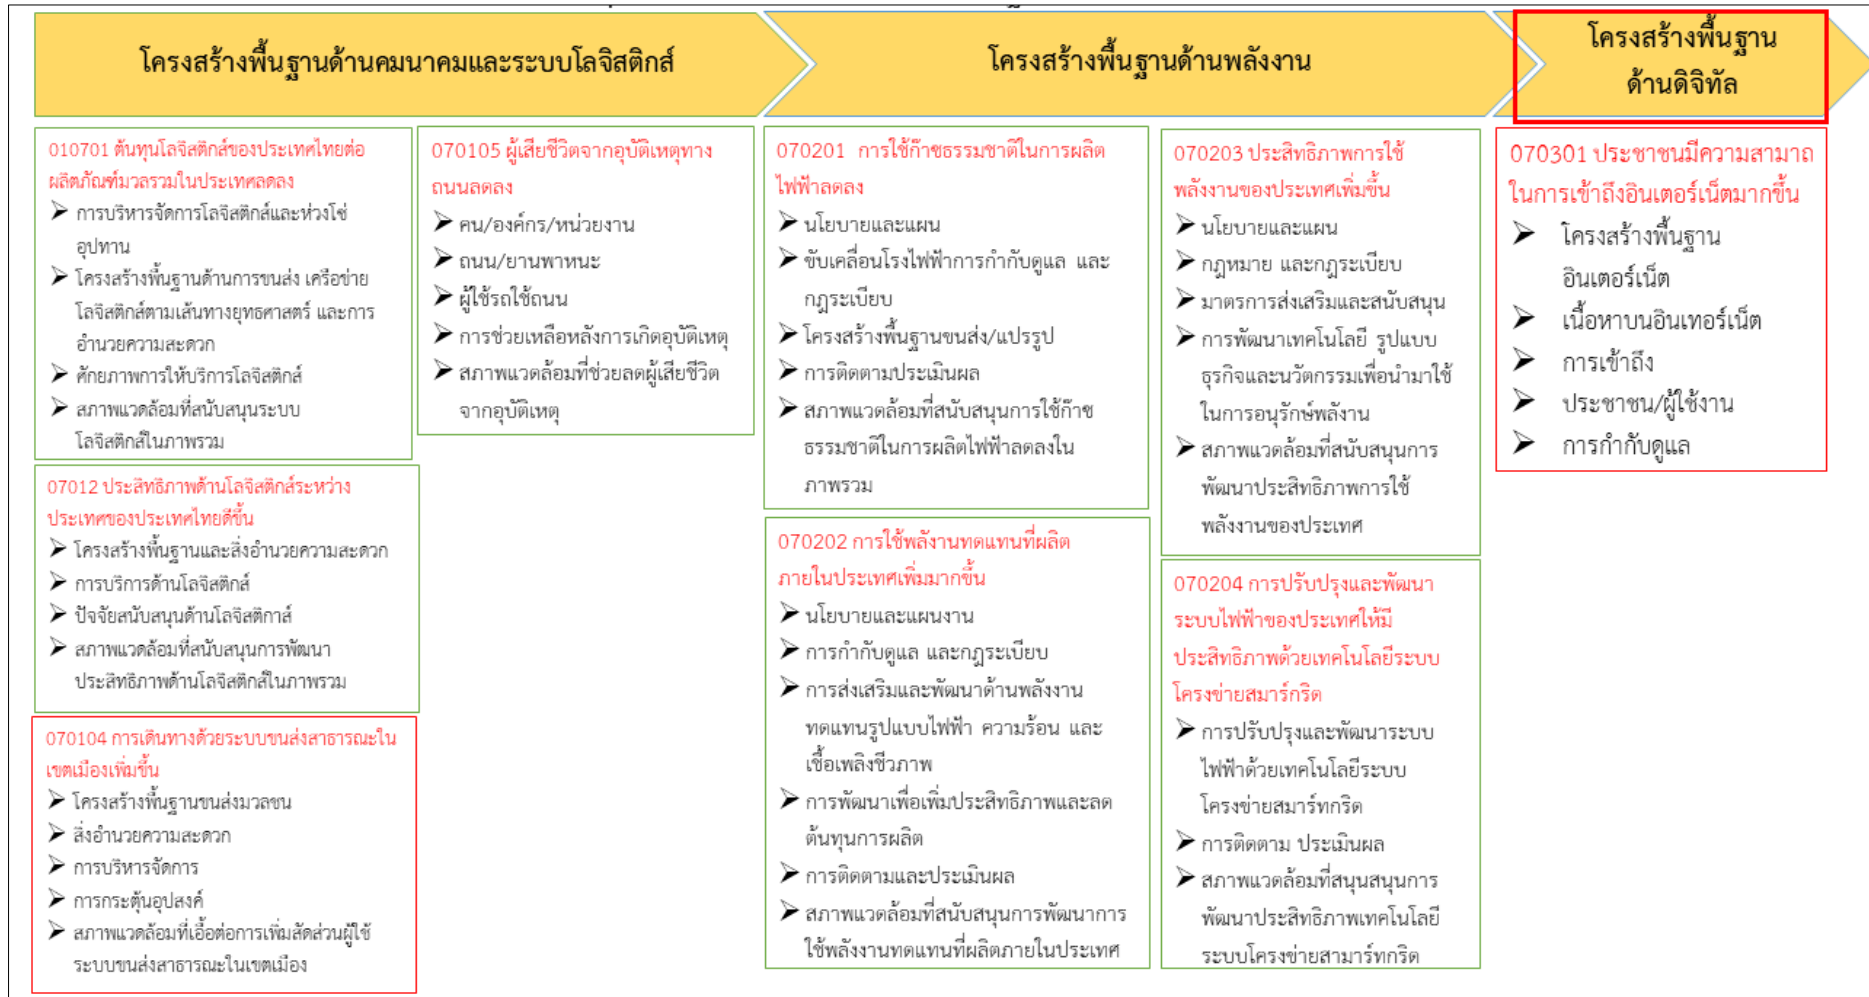 โครงสร้างพื้นฐานด้านคมนาคมและระบบโลจิสติกส์
โครงสร้างพื้นฐานด้านพลังงาน
โครงสร้างพื้นฐาน
ด้านดิจิทัล
010701 ต้นทุนโลจิสติกส์ของประเทศไทยต่อ
ผลิตภัณฑ์มวลรวมในประเทศลดลง
➢ การบริหารจัดการโลจิสติกส์และห่วงโซ่
อุปทาน
➢ โครงสร้างพื้นฐานด้านการขนส่ง เครือข่าย
โลจิสติกส์ตามเส้นทางยุทธศาสตร์ และการ
อำนวยความสะดวก
➢ ศักยภาพการให้บริการโลจิสติกส์
➢ สภาพแวดล้อมที่สนับสนุนระบบ
โลจิสติกส์ในภาพรวม
07012 ประสิทธิภาพด้านโลจิสติกส์ระหว่าง
ประเทศของประเทศไทยดีขึ้น
➢ โครงสร้างพื้นฐานและสิ่งอำนวยความสะดวก
➢ การบริการด้านโลจิสติกส์
➢ ปัจจัยสนับสนุนด้านโลจิสติกาส์
➢ สภาพแวดล้อมที่สนับสนุนการพัฒนา
ประสิทธิภาพด้านโลจิสติกส์ในภาพรวม
070104 การเดินทางด้วยระบบขนส่งสาธารณะใน
เขตเมืองเพิ่มขึ้น
➢ โครงสร้างพื้นฐานขนส่งมวลชน
➢ สิ่งอำนวยความสะดวก
➢ การบริหารจัดการ
➢ การกระตุ้นอุปสงค์
➢ สภาพแวดล้อมที่เอื้อต่อการเพิ่มสัดส่วนผู้ใช้
ระบบขนส่งสาธารณะในเขตเมือง
070105 ผู้เสียชีวิตจากอุบัติเหตุทาง
ถนนลดลง
➢ คน/องค์กร/หน่วยงาน
➢ ถนน/ยานพาหนะ
➢ ผู้ใช้รถใช้ถนน
➢ การช่วยเหลือหลังการเกิดอุบัติเหตุ
➢ สภาพแวดล้อมที่ช่วยลดผู้เสียชีวิต
จากอุบัติเหตุ
070201 การใช้ก๊าซธรรมชาติในการผลิต
ไฟฟ้าลดลง
➢ นโยบายและแผน
➢ ขับเคลื่อนโรงไฟฟ้าการกำกับดูแล และ
กฎระเบียบ
➢ โครงสร้างพื้นฐานขนส่ง/แปรรูป
➢ การติดตามประเมินผล
➢ สภาพแวดล้อมที่สนับสนุนการใช้ก๊าซ
ธรรมชาติในการผลิตไฟฟ้าลดลงใน
ภาพรวม
070202 การใช้พลังงานทดแทนที่ผลิต
ภายในประเทศเพิ่มมากขึ้น
➢ นโยบายและแผนงาน
➢ การกำกับดูแล และกฎระเบียบ
➢ การส่งเสริมและพัฒนาด้านพลังงาน
ทดแทนรูปแบบไฟฟ้า ความร้อน และ
เชื้อเพลิงชีวภาพ
➢ การพัฒนาเพื่อเพิ่มประสิทธิภาพและลด
ต้นทุนการผลิต
➢ การติดตามและประเมินผล
➢ สภาพแวดล้อมที่สนับสนุนการพัฒนาการ
ใช้พลังงานทดแทนที่ผลิตภายในประเทศ
070203 ประสิทธิภาพการใช้
พลังงานของประเทศเพิ่มขึ้น
➢ นโยบายและแผน
➢ กฎหมาย และกฎระเบียบ
➢ มาตรการส่งเสริมและสนับสนุน
➢ การพัฒนาเทคโนโลยี รูปแบบ
ธุรกิจและนวัตกรรมเพื่อนำมาใช้
ในการอนุรักษ์พลังาน
➢ สภาพแวดล้อมที่สนับสนุนการ
พัฒนาประสิทธิภาพการใช้
พลังงานของประเทศ
070204 การปรับปรุงและพัฒนา
ระบบไฟฟ้าของประเทศให้มี
ประสิทธิภาพด้วยเทคโนโลยีระบบ
โครงข่ายสมาร์กริด
➢ การปรับปรุงและพัฒนาระบบ
ไฟฟ้าด้วยเทคโนโลยีระบบ
โครงข่ายสมาร์ทกริด
➢ การติดตาม ประเมินผล
➢ สภาพแวดล้อมที่สนุนสนุนการ
พัฒนาประสิทธิภาพเทคโนโลยี
ระบบโครงข่ายสามาร์ทกริด
070301 ประชาชนมีความสามาถ
ในการเข้าถึงอินเตอร์เน็ตมากขึ้น
➢ โครงสร้างพื้นฐาน
อินเตอร์เน็ต
➢ เนื้อหาบนอินเทอร์เน็ต
➢ การเข้าถึง
➢ ประชาชน/ผู้ใช้งาน
➢ การกำกับดูแล